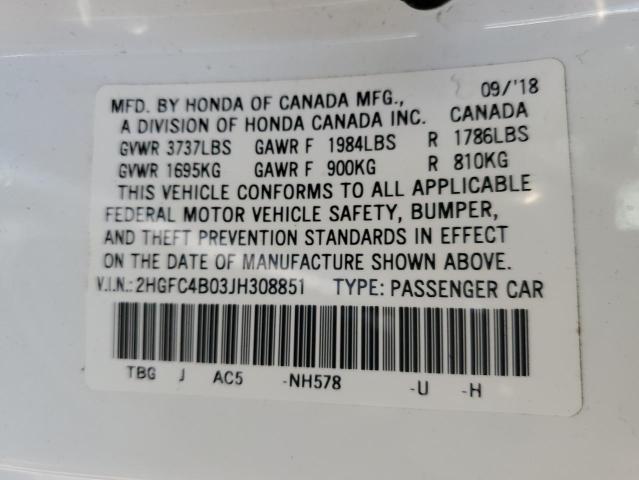 09/'18
MFD. BY HONDA OF CANADA MFG.,
A DIVISION OF HONDA CANADA INC. CANADA
GVWR 3737LBS GAWR F 1984LBS R 1786LBS
GVWR 1695KG GAWR F 900KG R 810KG
THIS VEHICLE CONFORMS TO ALL APPLICABLE
FEDERAL MOTOR VEHICLE SAFETY, BUMPER,
AND THEFT PREVENTION STANDARDS IN EFFECT
ON THE DATE OF MANUFACTURE SHOWN ABOVE.
V.I.N.: 2HGFC4B03JH308851 TYPE: PASSENGER CAR
TBG J AC5 -NH578 -U -H